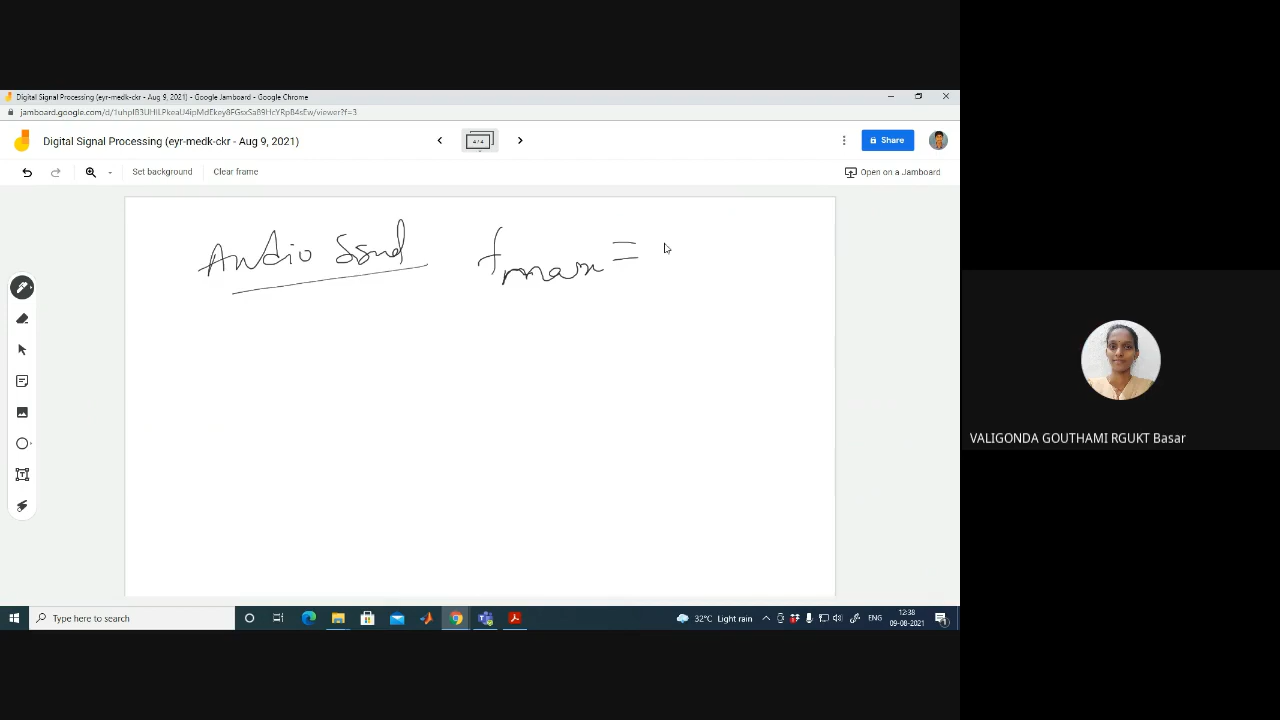 Digital Signal Processing (eyr-medk-ckr - Aug 9, 2021) - Google Jamboard - Google Chrome
Digital Signal Processing (eyr-medk-ckr - Aug 9, 2021)
4 / 4
Share
Set background
Clear frame
Open on a Jamboard
Audio
fmax =
VALIGONDA GOUTHAMI RGUKT Basar
Type here to search
32°C Light rain
ENG
12:38
09-08-2021